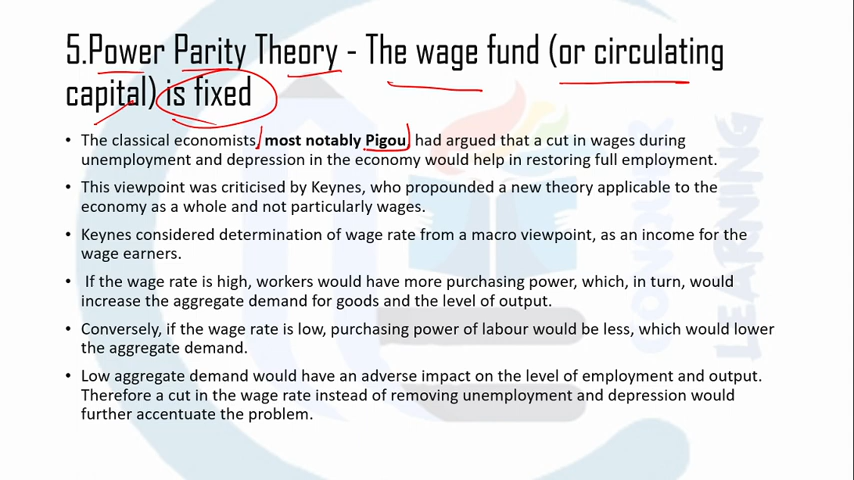 5.Power Parity Theory - The wage fund (or circulating
capital) is fixed
• The classical economists, most notably Pigou, had argued that a cut in wages during
unemployment and depression in the economy would help in restoring full employment.
• This viewpoint was criticised by Keynes, who propounded a new theory applicable to the
economy as a whole and not particularly wages.
• Keynes considered determination of wage rate from a macro viewpoint, as an income for the
wage earners.
• If the wage rate is high, workers would have more purchasing power, which, in turn, would
increase the aggregate demand for goods and the level of output.
• Conversely, if the wage rate is low, purchasing power of labour would be less, which would lower
the aggregate demand.
• Low aggregate demand would have an adverse impact on the level of employment and output.
Therefore a cut in the wage rate instead of removing unemployment and depression would
further accentuate the problem.
CONQUR
LEARNING